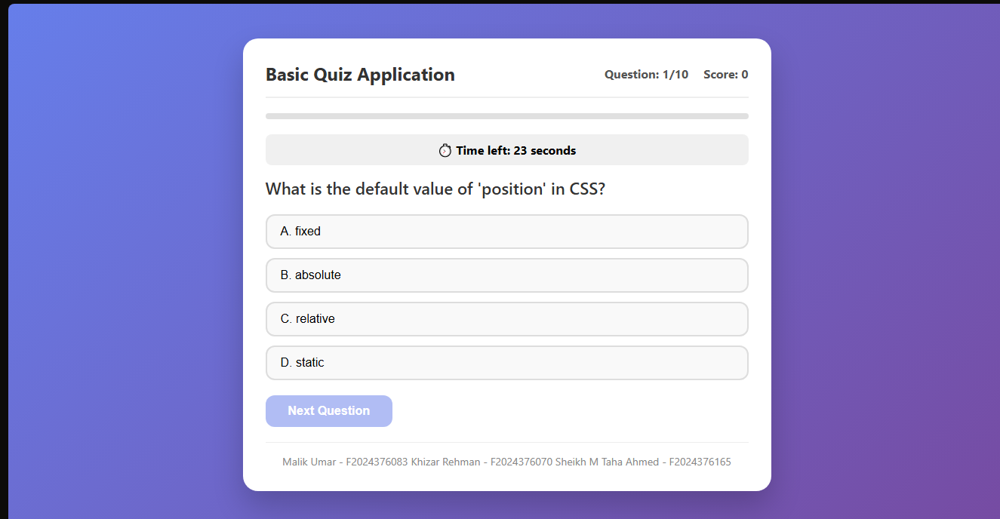 Basic Quiz Application
Question: 1/10 Score: 0
Time left: 23 seconds
What is the default value of 'position' in CSS?
A. fixed
B. absolute
C. relative
D. static
Next Question
Malik Umar - F2024376083 Khizar Rehman - F2024376070 Sheikh M Taha Ahmed - F2024376165